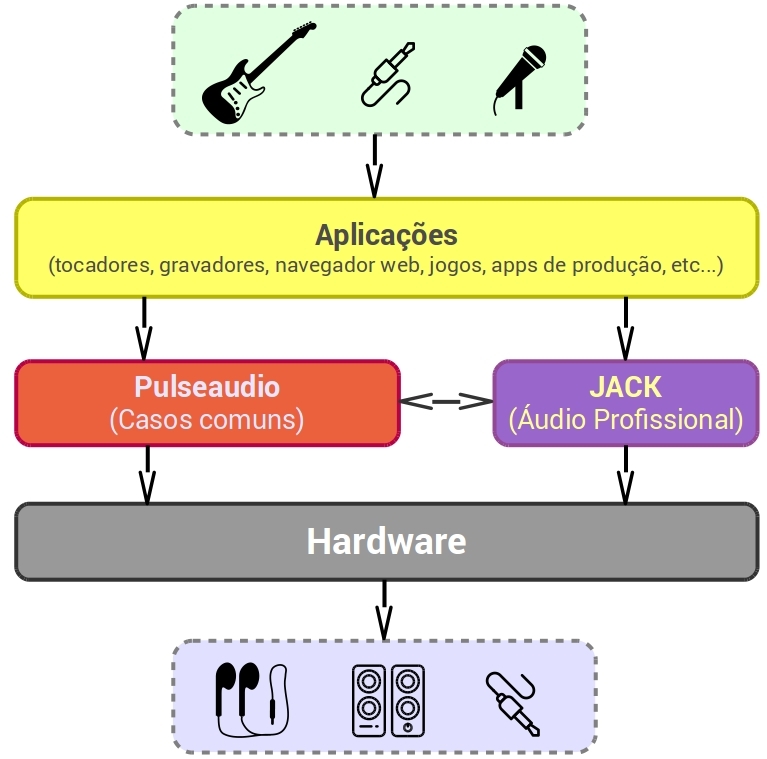 Aplicações
(tocadores, gravadores, navegador web, jogos, apps de produção, etc...)
Pulseaudio
(Casos comuns)
JACK
(Áudio Profissional)
Hardware